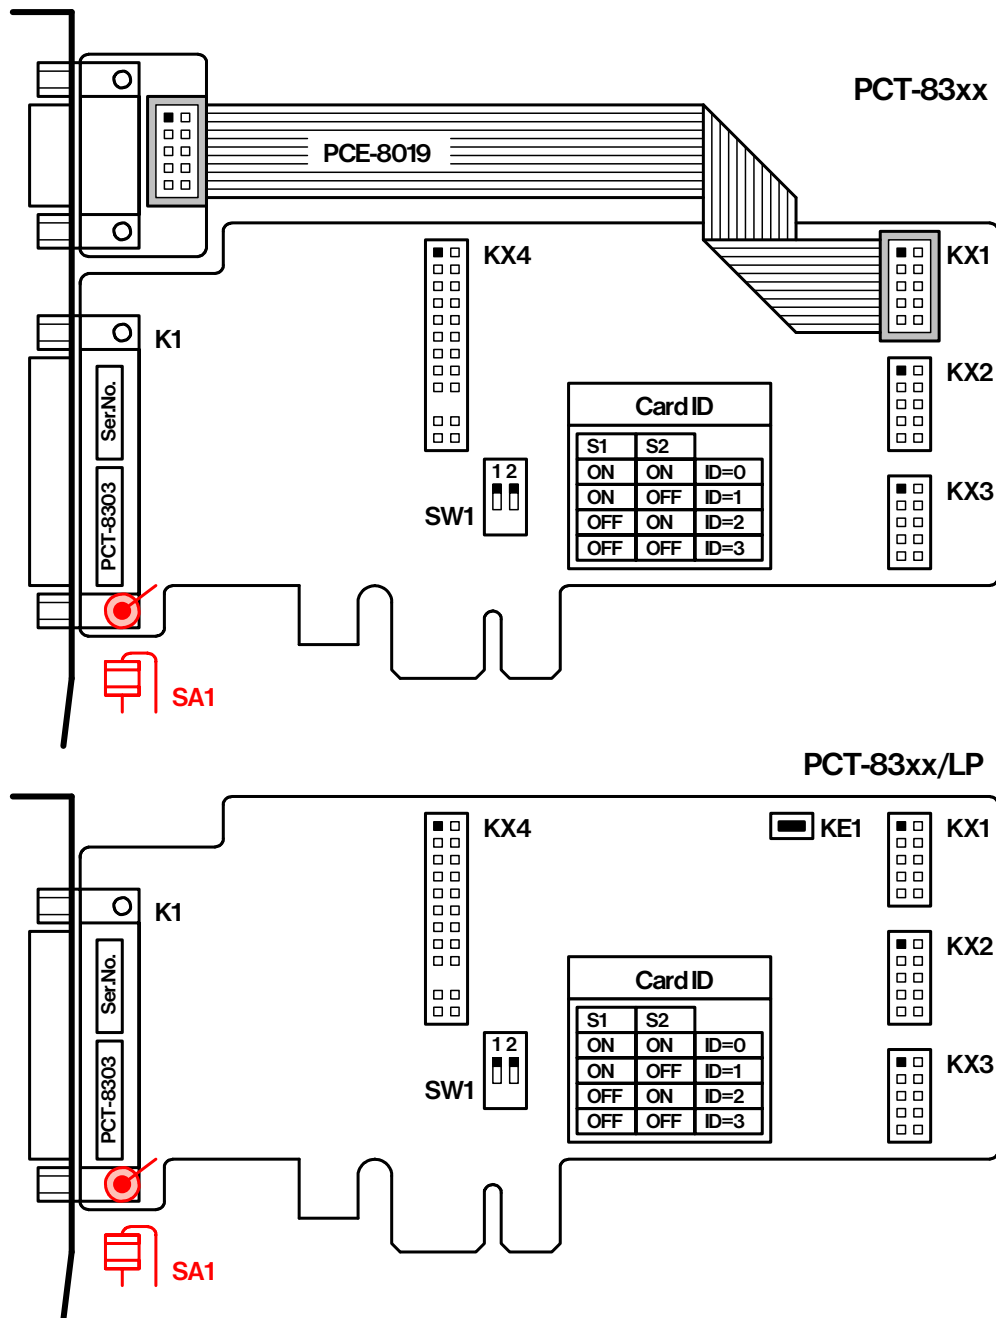 PCT-83xx
PCE-8019
KX4
KX1
K1
KX2
Ser.No.
Card ID
S1 S2
ON ON ID=0
ON OFF ID=1
OFF ON ID=2
OFF OFF ID=3
1 2
SW1
KX3
PCT-8303
SA1
PCT-83xx/LP
KX4
KE1
KX1
K1
KX2
Ser.No.
Card ID
S1 S2
ON ON ID=0
ON OFF ID=1
OFF ON ID=2
OFF OFF ID=3
1 2
SW1
KX3
PCT-8303
SA1